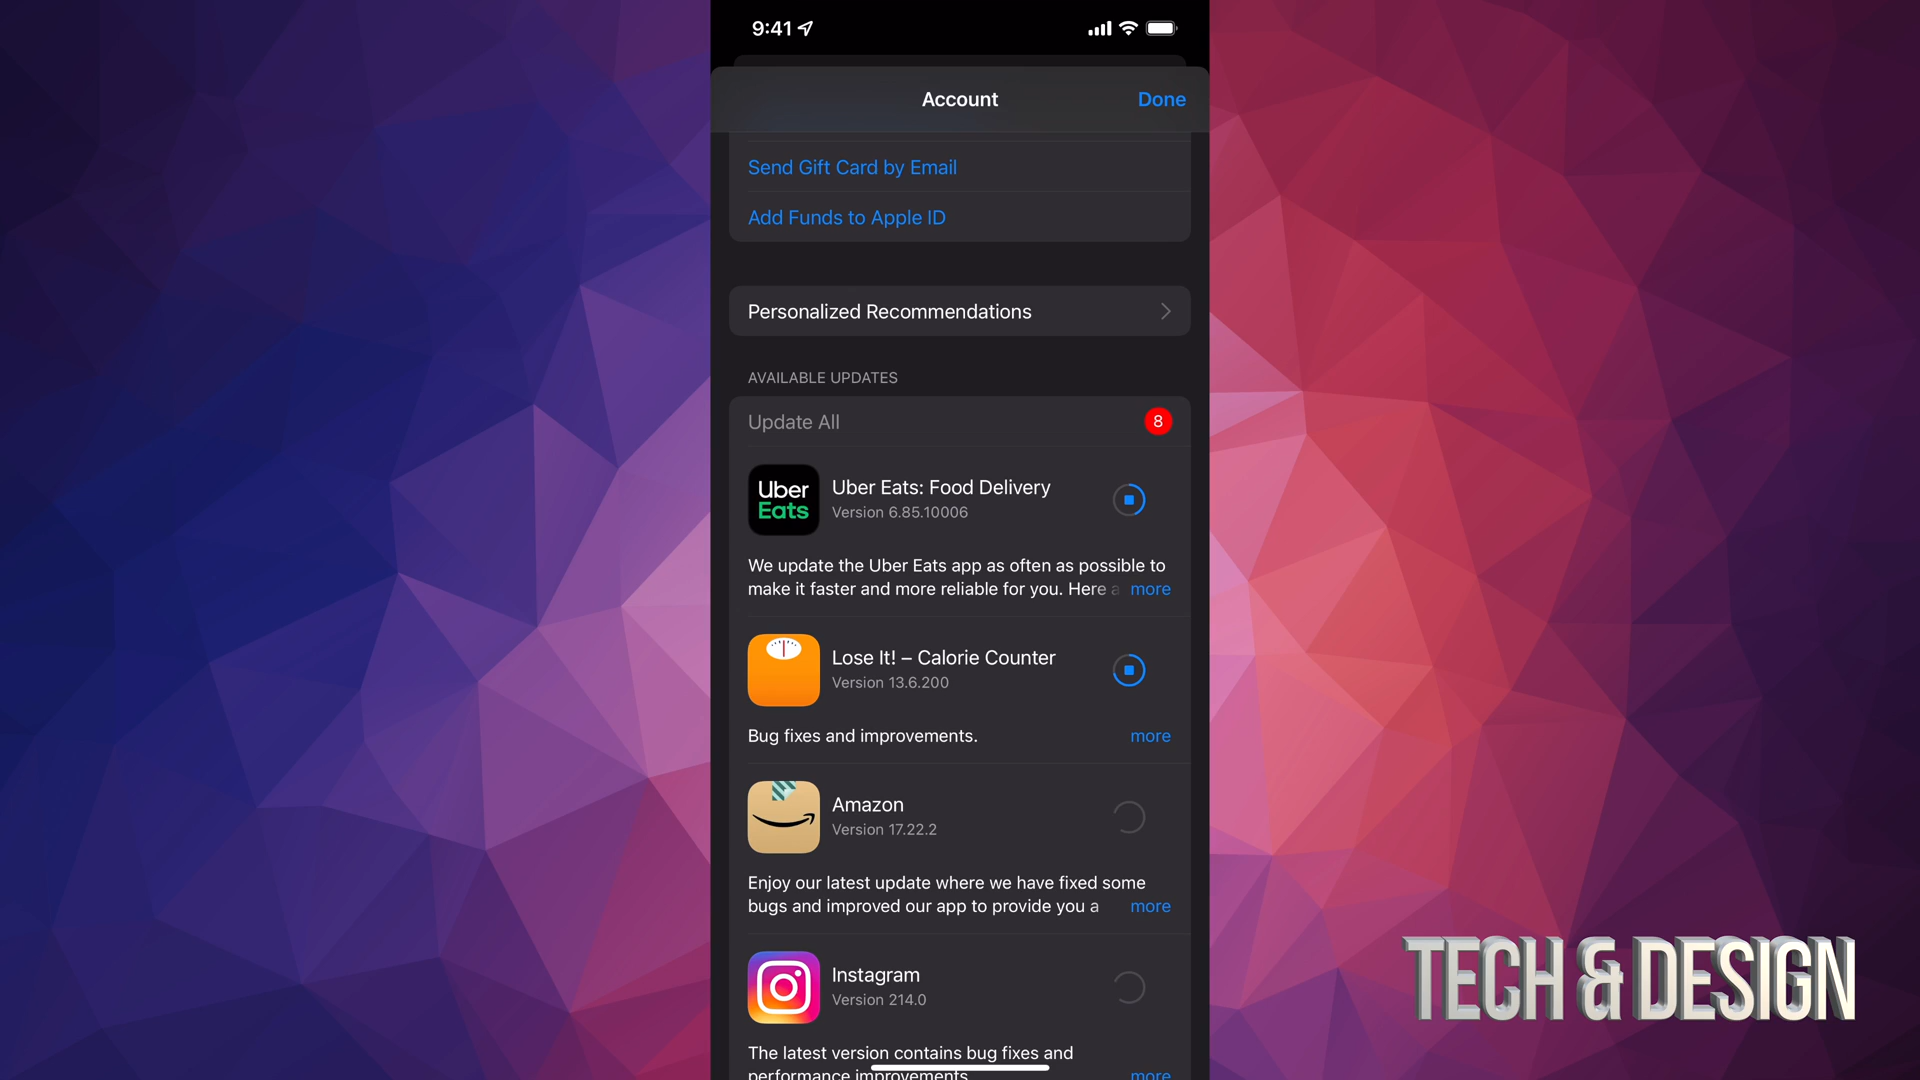 9:41
Account
Done
Send Gift Card by Email
Add Funds to Apple ID
Personalized Recommendations
AVAILABLE UPDATES
Update All
8
Uber
Eats
Uber Eats: Food Delivery
Version 6.85.10006
We update the Uber Eats app as often as possible to
make it faster and more reliable for you. Here a more
Lose It! – Calorie Counter
Version 13.6.200
Bug fixes and improvements. more
Amazon
Version 17.22.2
Enjoy our latest update where we have fixed some
bugs and improved our app to provide you a more
Instagram
Version 214.0
The latest version contains bug fixes and
performance improvements. more
TECH & DESIGN